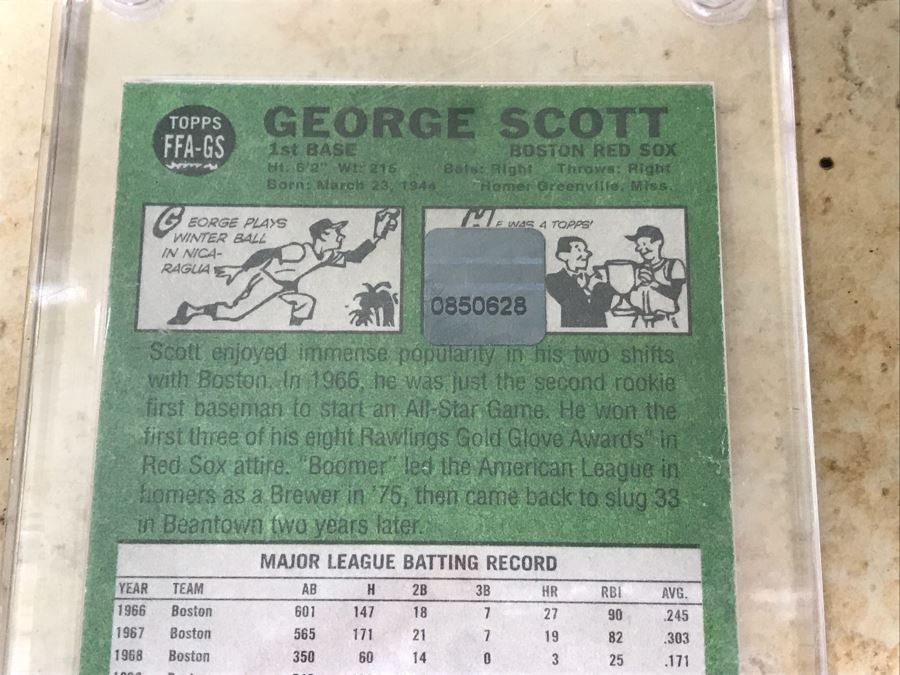 TOPPS
FFA-GS
GEORGE SCOTT
1st BASE BOSTON RED SOX
Ht: 6'2" Wt: 215 Bats: Right Throws: Right
Born: March 23, 1944 Home: Greenville, Miss.
GEORGE PLAYS
WINTER BALL
IN NICA-
RAGUA
HE WAS A TOPPS'
0850628
Scott enjoyed immense popularity in his two shifts
with Boston. In 1966, he was just the second rookie
first baseman to start an All-Star Game. He won the
first three of his eight Rawlings Gold Glove Awards" in
Red Sox attire. "Boomer" led the American League in
homers as a Brewer in '75, then came back to slug 33
in Beantown two years later.
MAJOR LEAGUE BATTING RECORD
YEAR TEAM AB H 2B 3B HR RBI AVG.
1966 Boston 601 147 18 7 27 90 .245
1967 Boston 565 171 21 7 19 82 .303
1968 Boston 350 60 14 0 3 25 .171